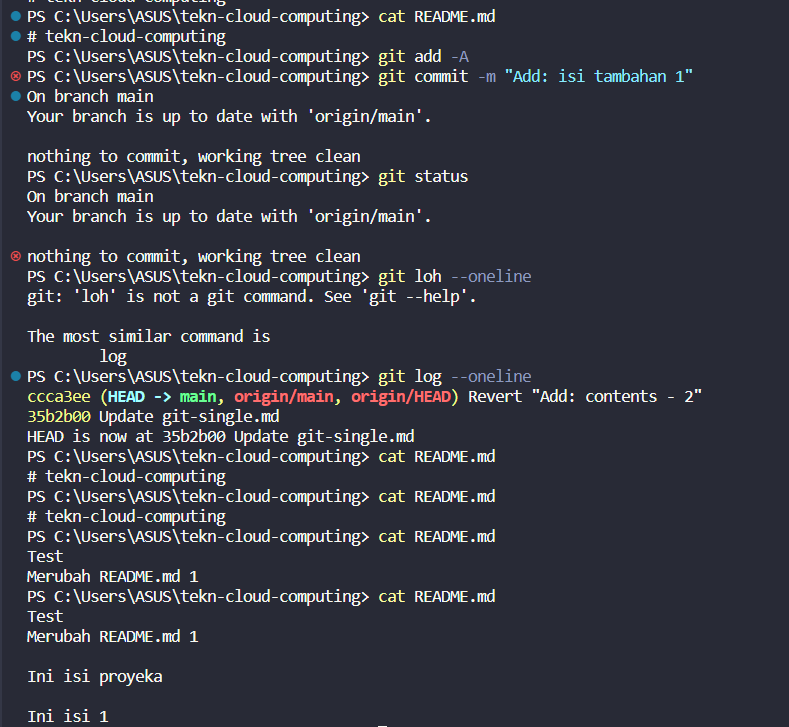 # tekn-cloud-computing
PS C:\Users\ASUS\tekn-cloud-computing> cat README.md
# tekn-cloud-computing
PS C:\Users\ASUS\tekn-cloud-computing> git add -A
PS C:\Users\ASUS\tekn-cloud-computing> git commit -m "Add: isi tambahan 1"
On branch main
Your branch is up to date with 'origin/main'.

nothing to commit, working tree clean
PS C:\Users\ASUS\tekn-cloud-computing> git status
On branch main
Your branch is up to date with 'origin/main'.

nothing to commit, working tree clean
PS C:\Users\ASUS\tekn-cloud-computing> git loh --oneline
git: 'loh' is not a git command. See 'git --help'.

The most similar command is
        log
PS C:\Users\ASUS\tekn-cloud-computing> git log --oneline
ccca3ee (HEAD -> main, origin/main, origin/HEAD) Revert "Add: contents - 2"
35b2b00 Update git-single.md
HEAD is now at 35b2b00 Update git-single.md
PS C:\Users\ASUS\tekn-cloud-computing> cat README.md
# tekn-cloud-computing
PS C:\Users\ASUS\tekn-cloud-computing> cat README.md
# tekn-cloud-computing
PS C:\Users\ASUS\tekn-cloud-computing> cat README.md
Test
Merubah README.md 1
PS C:\Users\ASUS\tekn-cloud-computing> cat README.md
Test
Merubah README.md 1

Ini isi proyeka

Ini isi 1